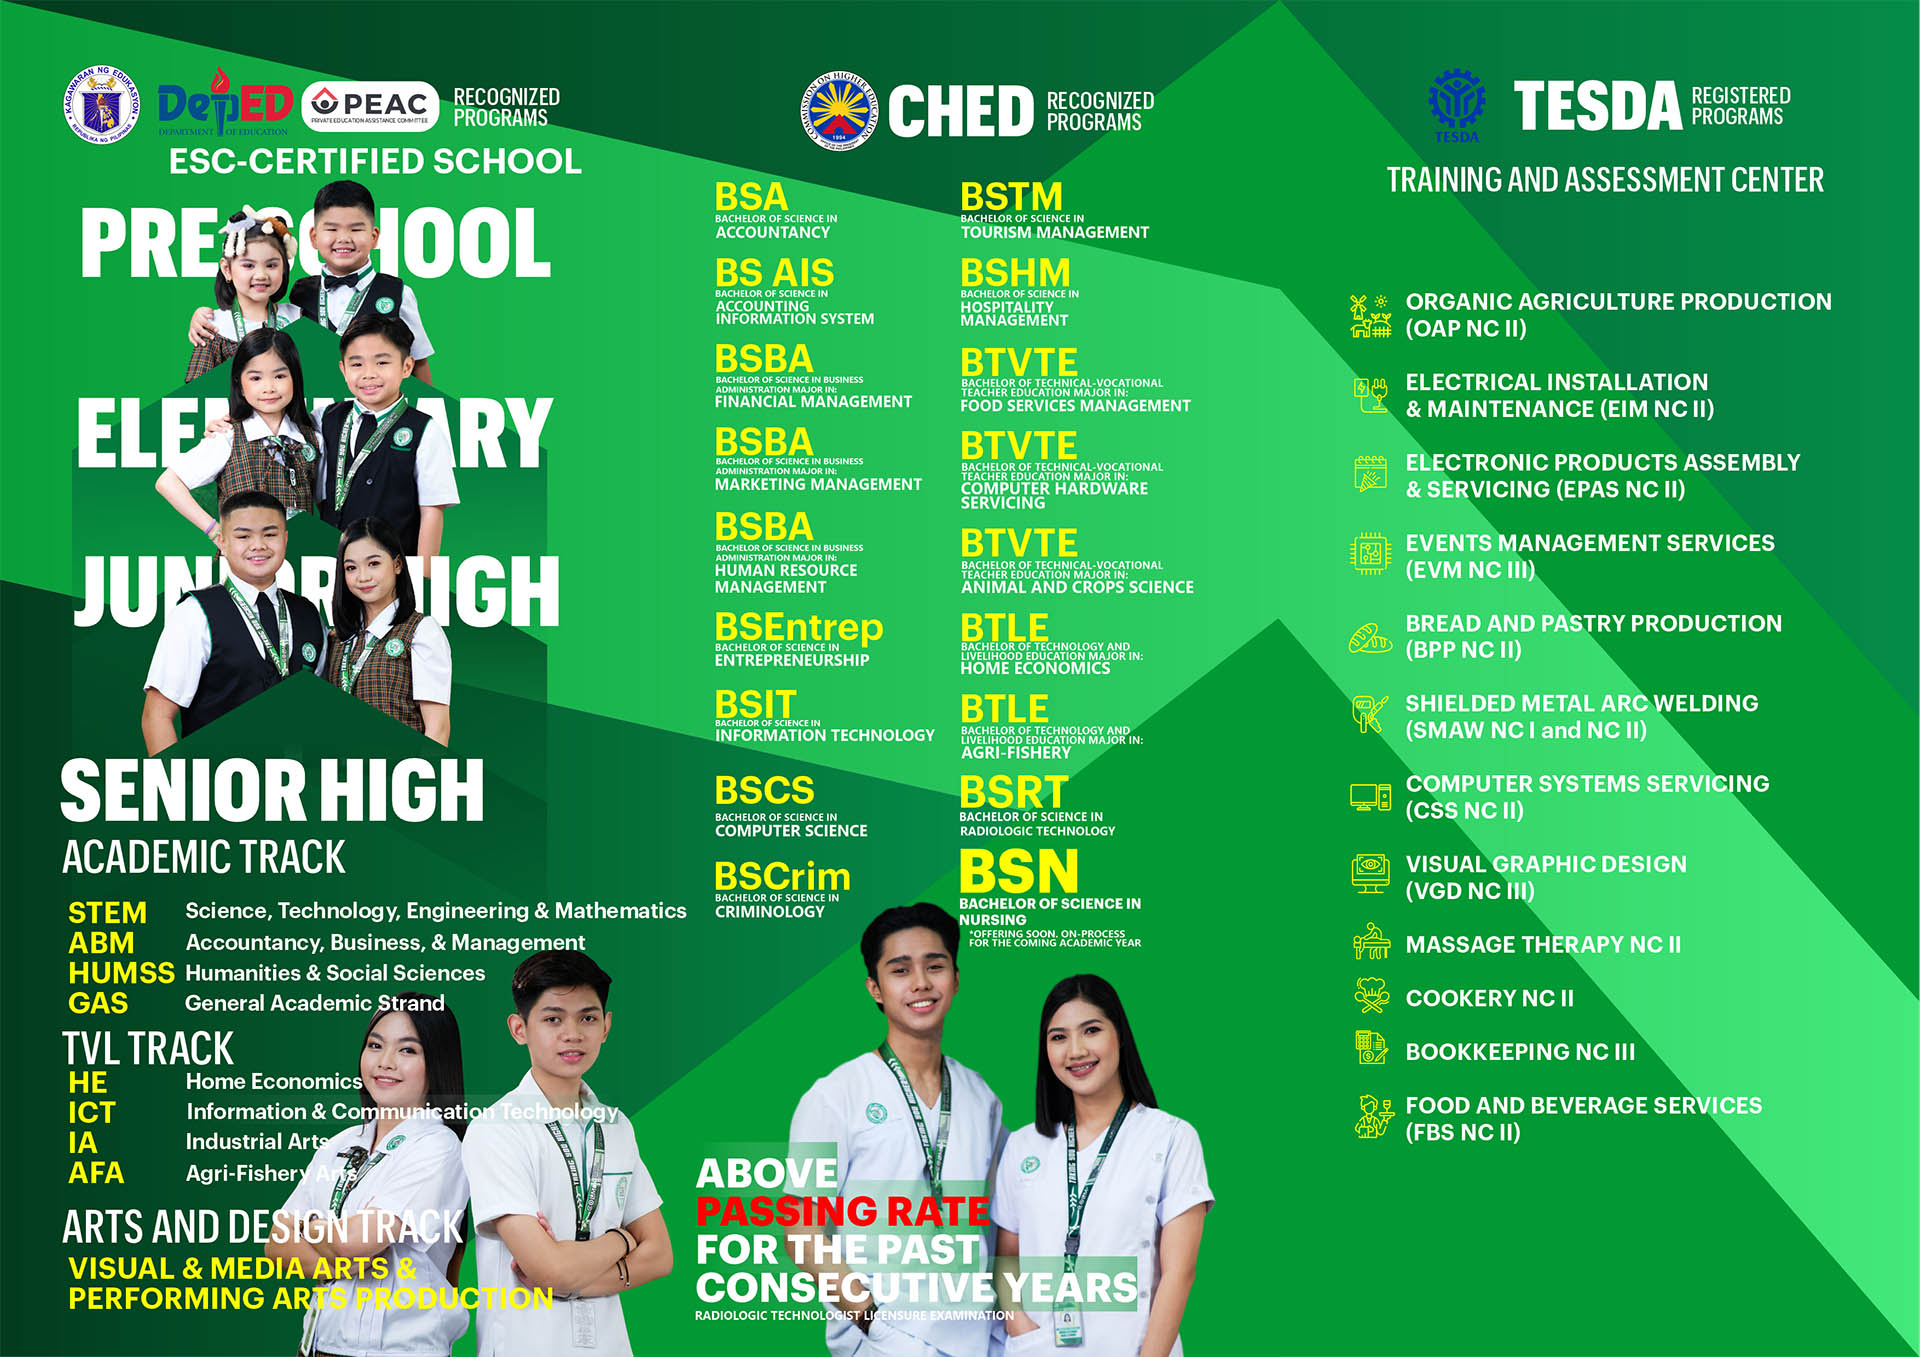 KAGAWARAN NG EDUKASYON
REPUBLIKA NG PILIPINAS
DepED
DEPARTMENT OF EDUCATION
PEAC
PRIVATE EDUCATION ASSISTANCE COMMITTEE
RECOGNIZED
PROGRAMS
ESC-CERTIFIED SCHOOL
PRE SCHOOL
ELEMENTARY
JUNIOR HIGH
SENIOR HIGH
ACADEMIC TRACK
STEM Science, Technology, Engineering & Mathematics
ABM Accountancy, Business, & Management
HUMSS Humanities & Social Sciences
GAS General Academic Strand
TVL TRACK
HE Home Economics
ICT Information & Communication Technology
IA Industrial Arts
AFA Agri-Fishery Arts
ARTS AND DESIGN TRACK
VISUAL & MEDIA ARTS &
PERFORMING ARTS PRODUCTION
COMMISSION ON HIGHER EDUCATION
1994
OFFICE OF THE PRESIDENT
OF THE PHILIPPINES
CHED
RECOGNIZED
PROGRAMS
BSA
BACHELOR OF SCIENCE IN
ACCOUNTANCY
BS AIS
BACHELOR OF SCIENCE IN
ACCOUNTING
INFORMATION SYSTEM
BSBA
BACHELOR OF SCIENCE IN BUSINESS
ADMINISTRATION MAJOR IN:
FINANCIAL MANAGEMENT
BSBA
BACHELOR OF SCIENCE IN BUSINESS
ADMINISTRATION MAJOR IN:
MARKETING MANAGEMENT
BSBA
BACHELOR OF SCIENCE IN BUSINESS
ADMINISTRATION MAJOR IN:
HUMAN RESOURCE
MANAGEMENT
BSEntrep
BACHELOR OF SCIENCE IN
ENTREPRENEURSHIP
BSIT
BACHELOR OF SCIENCE IN
INFORMATION TECHNOLOGY
BSCS
BACHELOR OF SCIENCE IN
COMPUTER SCIENCE
BSCrim
BACHELOR OF SCIENCE IN
CRIMINOLOGY
BSTM
BACHELOR OF SCIENCE IN
TOURISM MANAGEMENT
BSHM
BACHELOR OF SCIENCE IN
HOSPITALITY
MANAGEMENT
BTVTE
BACHELOR OF TECHNICAL-VOCATIONAL
TEACHER EDUCATION MAJOR IN:
FOOD SERVICES MANAGEMENT
BTVTE
BACHELOR OF TECHNICAL-VOCATIONAL
TEACHER EDUCATION MAJOR IN:
COMPUTER HARDWARE
SERVICING
BTVTE
BACHELOR OF TECHNICAL-VOCATIONAL
TEACHER EDUCATION MAJOR IN:
ANIMAL AND CROPS SCIENCE
BTLE
BACHELOR OF TECHNOLOGY AND
LIVELIHOOD EDUCATION MAJOR IN:
HOME ECONOMICS
BTLE
BACHELOR OF TECHNOLOGY AND
LIVELIHOOD EDUCATION MAJOR IN:
AGRI-FISHERY
BSRT
BACHELOR OF SCIENCE IN
RADIOLOGIC TECHNOLOGY
BSN
BACHELOR OF SCIENCE IN
NURSING
*OFFERING SOON. ON-PROCESS
FOR THE COMING ACADEMIC YEAR
ABOVE
PASSING RATE
FOR THE PAST
CONSECUTIVE YEARS
RADIOLOGIC TECHNOLOGIST LICENSURE EXAMINATION
TESDA
TESDA
REGISTERED
PROGRAMS
TRAINING AND ASSESSMENT CENTER
ORGANIC AGRICULTURE PRODUCTION
(OAP NC II)
ELECTRICAL INSTALLATION
& MAINTENANCE (EIM NC II)
ELECTRONIC PRODUCTS ASSEMBLY
& SERVICING (EPAS NC II)
EVENTS MANAGEMENT SERVICES
(EVM NC III)
BREAD AND PASTRY PRODUCTION
(BPP NC II)
SHIELDED METAL ARC WELDING
(SMAW NC I and NC II)
COMPUTER SYSTEMS SERVICING
(CSS NC II)
VISUAL GRAPHIC DESIGN
(VGD NC III)
MASSAGE THERAPY NC II
COOKERY NC II
BOOKKEEPING NC III
FOOD AND BEVERAGE SERVICES
(FBS NC II)